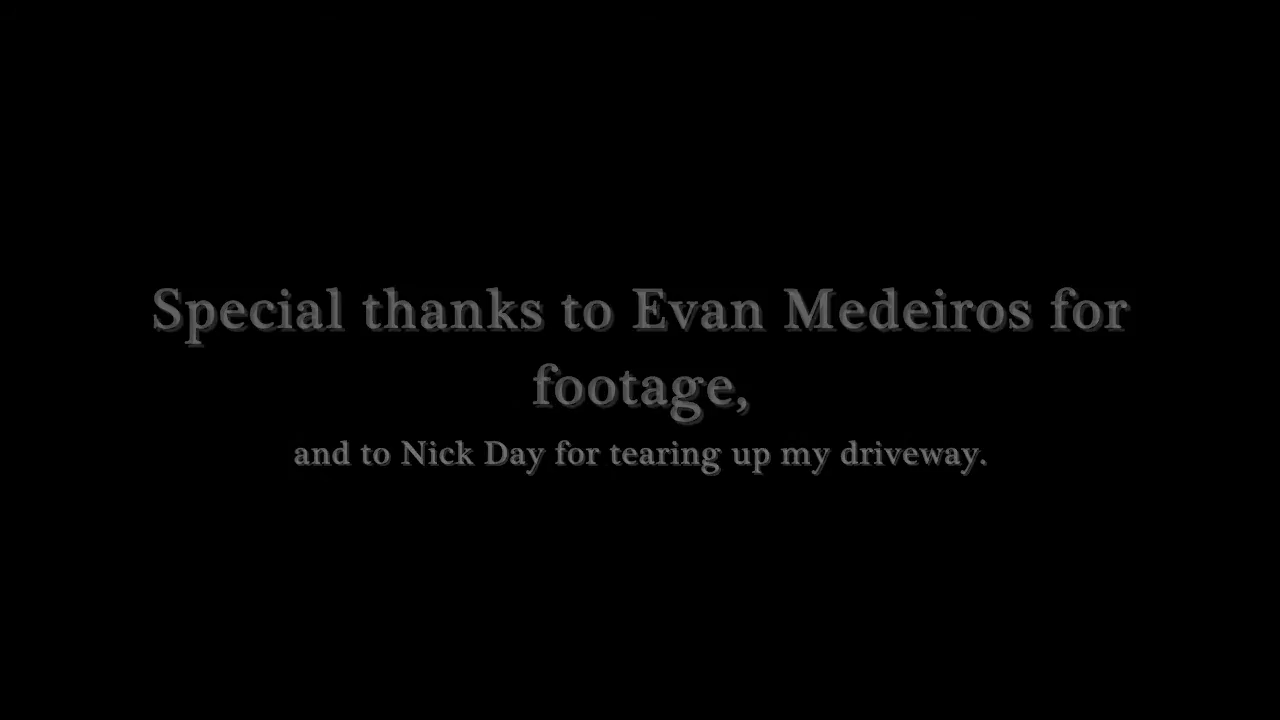 Special thanks to Evan Medeiros for
footage,
and to Nick Day for tearing up my driveway.